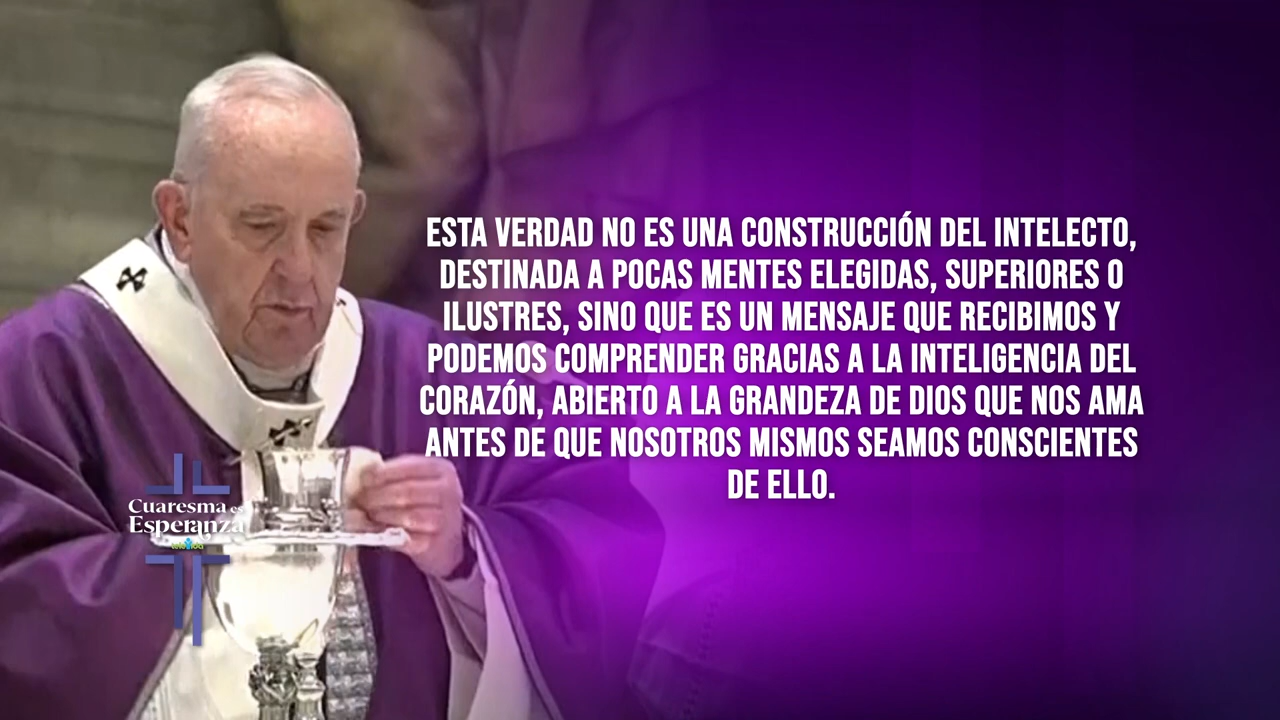 ESTA VERDAD NO ES UNA CONSTRUCCIÓN DEL INTELECTO,
DESTINADA A POCAS MENTES ELEGIDAS, SUPERIORES O
ILUSTRES, SINO QUE ES UN MENSAJE QUE RECIBIMOS Y
PODEMOS COMPRENDER GRACIAS A LA INTELIGENCIA DEL
CORAZÓN, ABIERTO A LA GRANDEZA DE DIOS QUE NOS AMA
ANTES DE QUE NOSOTROS MISMOS SEAMOS CONSCIENTES
DE ELLO.
Cuaresma es
Esperanza